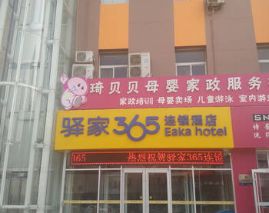 琦贝贝母婴家政服务
家政培训 母婴卖场 儿童游泳 室内游
驿家365 连锁酒店
Eaka hotel
365 热烈祝贺驿家365连锁
SN